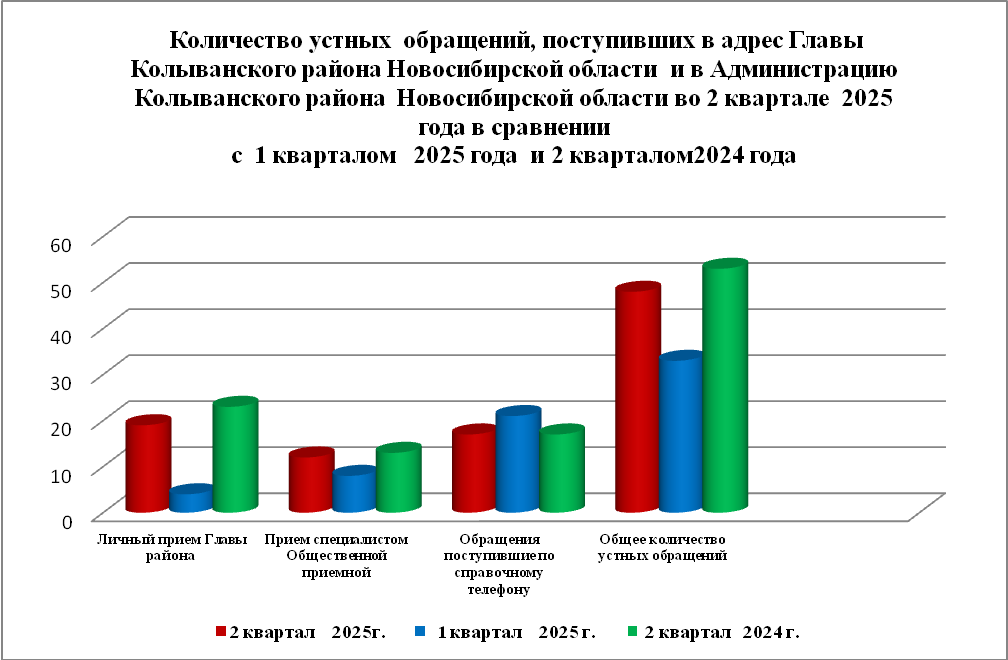 Количество устных обращений, поступивших в адрес Главы
Колыванского района Новосибирской области и в Администрацию
Колыванского района Новосибирской области во 2 квартале 2025
года в сравнении
с 1 кварталом 2025 года и 2 кварталом2024 года
60
50
40
30
20
10
0
Личный прием Главы
района
Прием специалистом
Общественной
приемной
Обращения
поступившие по
справочному
телефону
Общее количество
устных обращений
2 квартал 2025г.
1 квартал 2025 г.
2 квартал 2024 г.